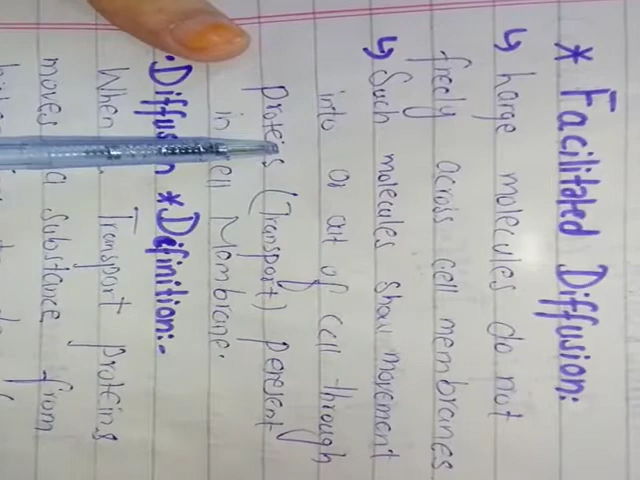 * Facilitated Diffusion:
↳ Large molecules do not
freely across cell membranes
↳ Such molecules show movement
into or out of cell through
proteins (Transport) peresent
in cell Membrane.
• Diffusion * Definition:-
When Transport proteins
moves a substance from